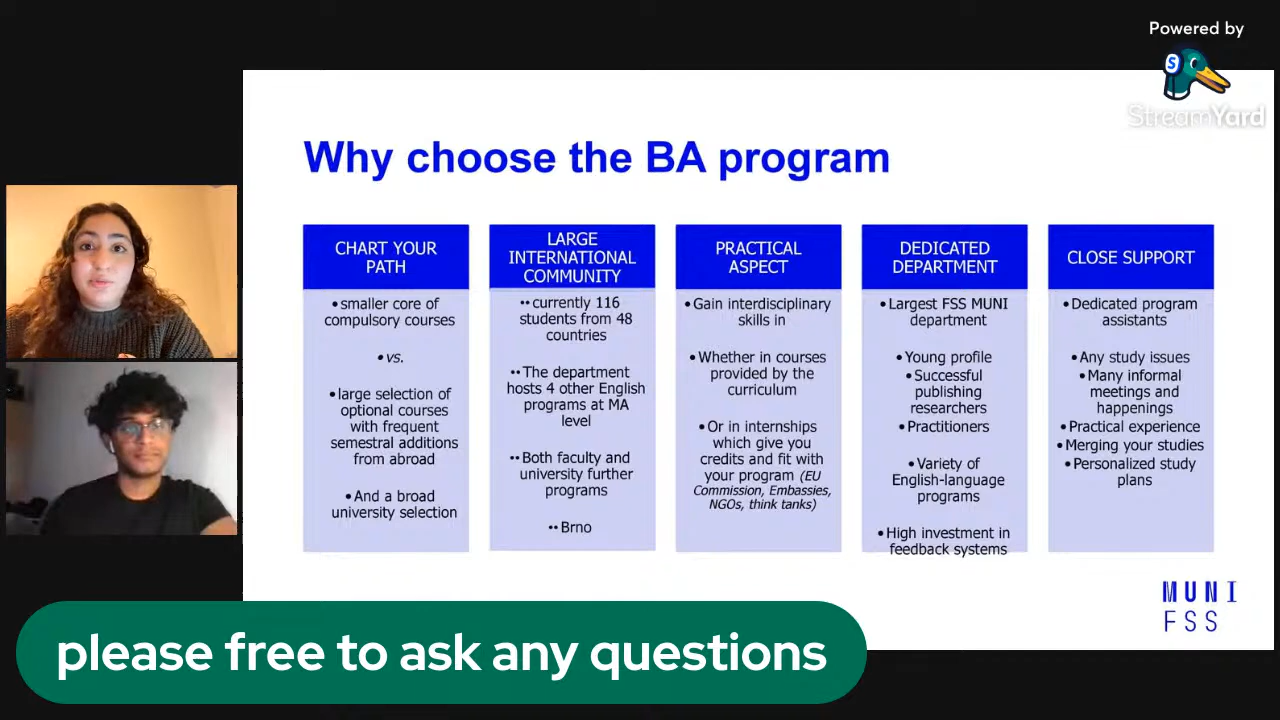 Powered by
StreamYard
Why choose the BA program
CHART YOUR
PATH
•smaller core of
compulsory courses
•vs.
•large selection of
optional courses
with frequent
semestral additions
from abroad
•And a broad
university selection
LARGE
INTERNATIONAL
COMMUNITY
••currently 116
students from 48
countries
••The department
hosts 4 other English
programs at MA
level
••Both faculty and
university further
programs
••Brno
PRACTICAL
ASPECT
•Gain interdisciplinary
skills in
•Whether in courses
provided by the
curriculum
•Or in internships
which give you
credits and fit with
your program (EU
Commission, Embassies,
NGOs, think tanks)
DEDICATED
DEPARTMENT
•Largest FSS MUNI
department
•Young profile
•Successful
publishing
researchers
•Practitioners
•Variety of
English-language
programs
•High investment in
feedback systems
CLOSE SUPPORT
•Dedicated program
assistants
•Any study issues
•Many informal
meetings and
happenings
•Practical experience
•Merging your studies
•Personalized study
plans
MUNI
FSS
please free to ask any questions